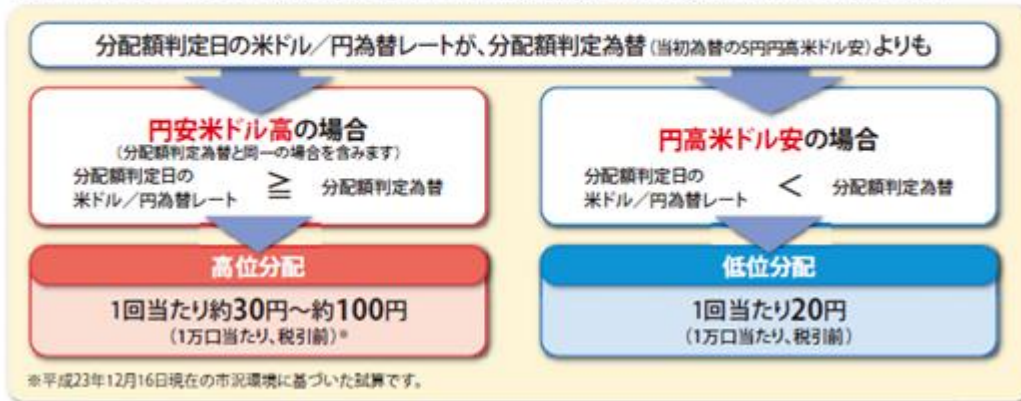 分配額判定日の米ドル/円為替レートが、分配額判定為替(当初為替の5円円高米ドル安)よりも
円安米ドル高の場合
(分配額判定為替と同一の場合を含みます)
分配額判定日の
米ドル/円為替レート ≧ 分配額判定為替
円高米ドル安の場合
分配額判定日の
米ドル/円為替レート < 分配額判定為替
高位分配
1回当たり約30円~約100円
(1万口当たり、税引前)※
低位分配
1回当たり20円
(1万口当たり、税引前)
※平成23年12月16日現在の市況環境に基づいた試算です。